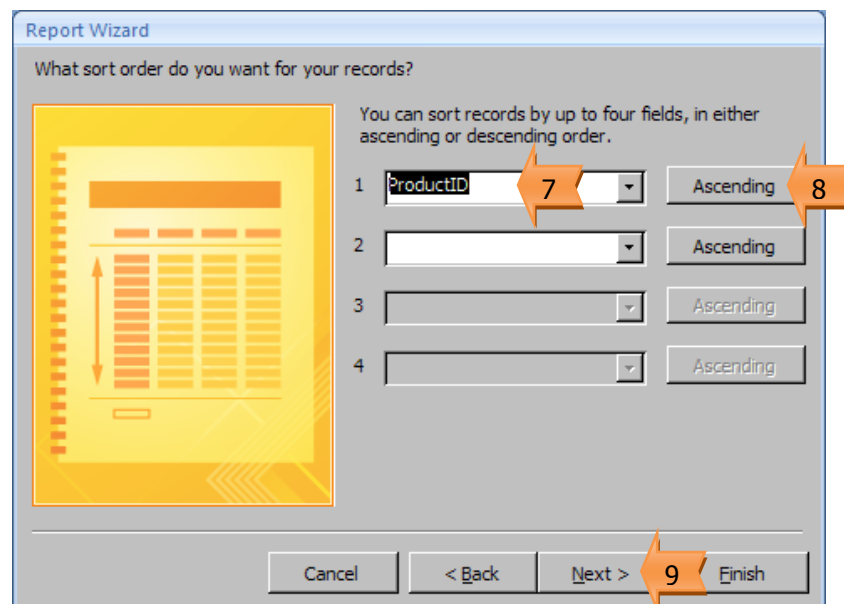 Report Wizard
What sort order do you want for your records?
You can sort records by up to four fields, in either
ascending or descending order.
1 ProductID 7 Ascending 8
2 Ascending
3 Ascending
4 Ascending
Cancel < Back Next > 9 Finish